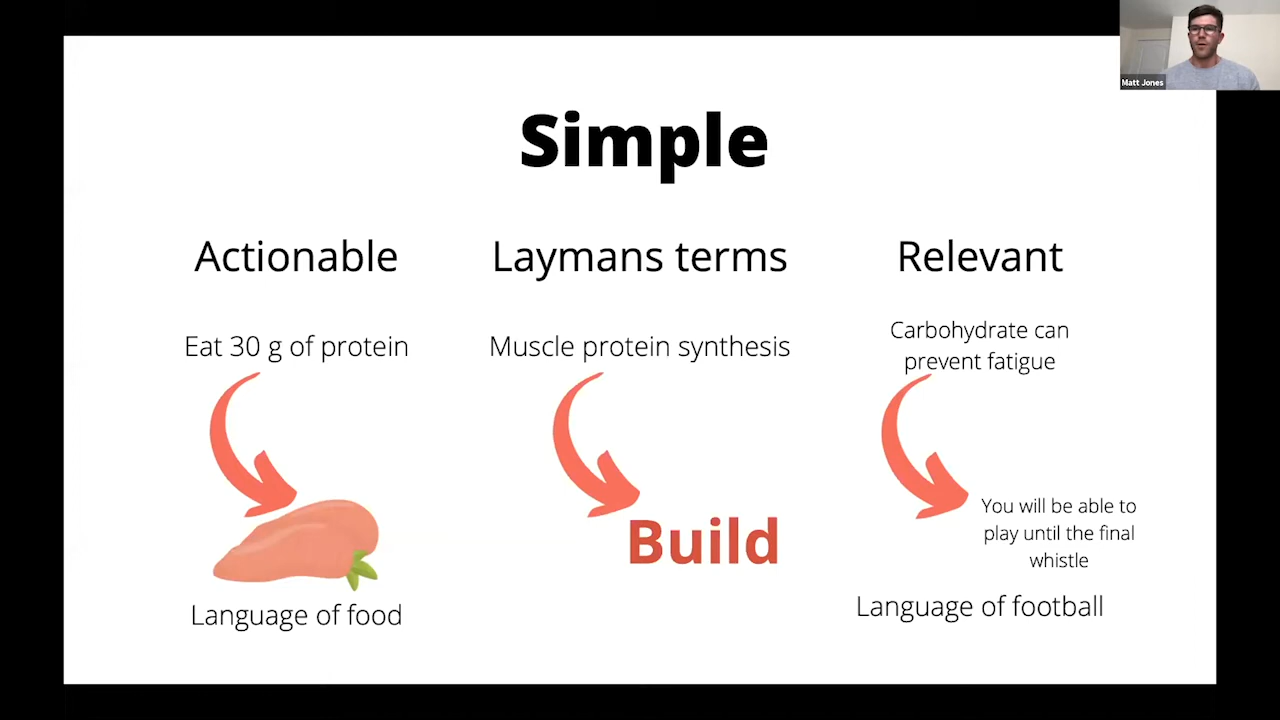 Matt Jones
Simple
Actionable
Eat 30 g of protein
Language of food
Laymans terms
Muscle protein synthesis
Build
Relevant
Carbohydrate can
prevent fatigue
You will be able to
play until the final
whistle
Language of football